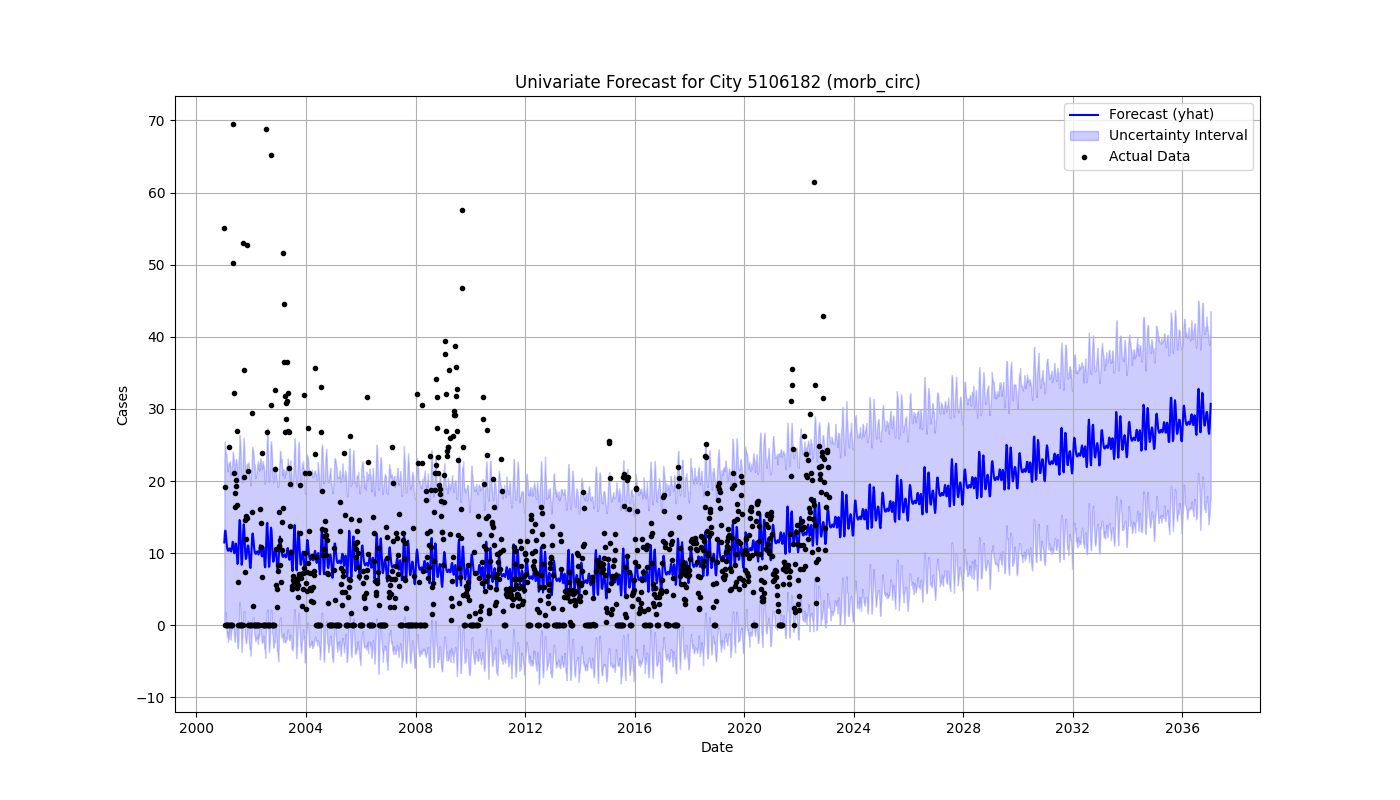 Univariate Forecast for City 5106182 (morb_circ)
Forecast (yhat)
Uncertainty Interval
Actual Data
Cases
70
60
50
40
30
20
10
0
−10
2000 2004 2008 2012 2016 2020 2024 2028 2032 2036
Date